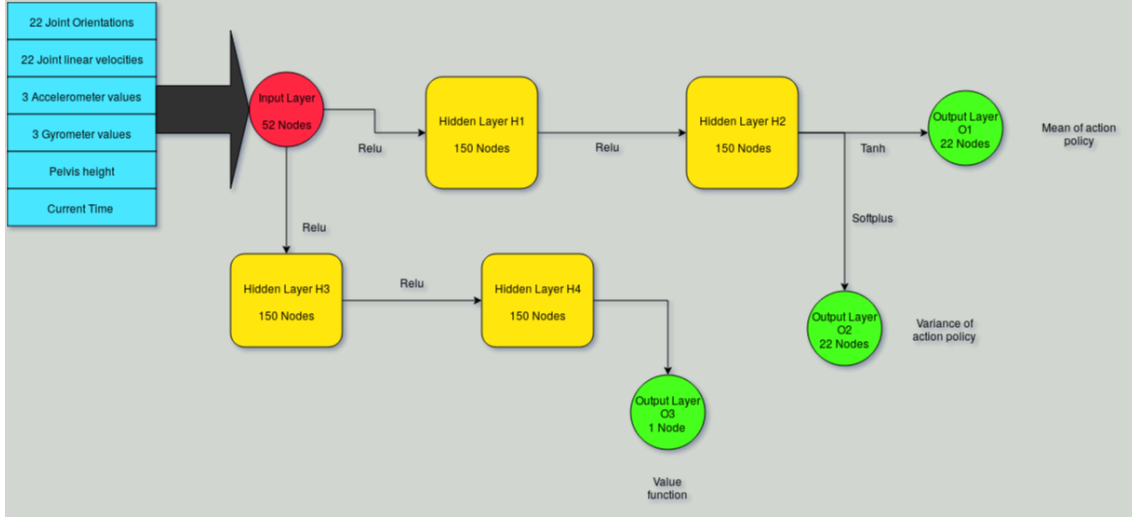 22 Joint Orientations
22 Joint linear velocities
3 Accelerometer values
3 Gyrometer values
Pelvis height
Current Time
Input Layer
52 Nodes
Relu
Hidden Layer H1
150 Nodes
Relu
Hidden Layer H2
150 Nodes
Tanh
Output Layer
O1
22 Nodes
Mean of action
policy
Softplus
Output Layer
O2
22 Nodes
Variance of
action policy
Relu
Hidden Layer H3
150 Nodes
Relu
Hidden Layer H4
150 Nodes
Output Layer
O3
1 Node
Value
function